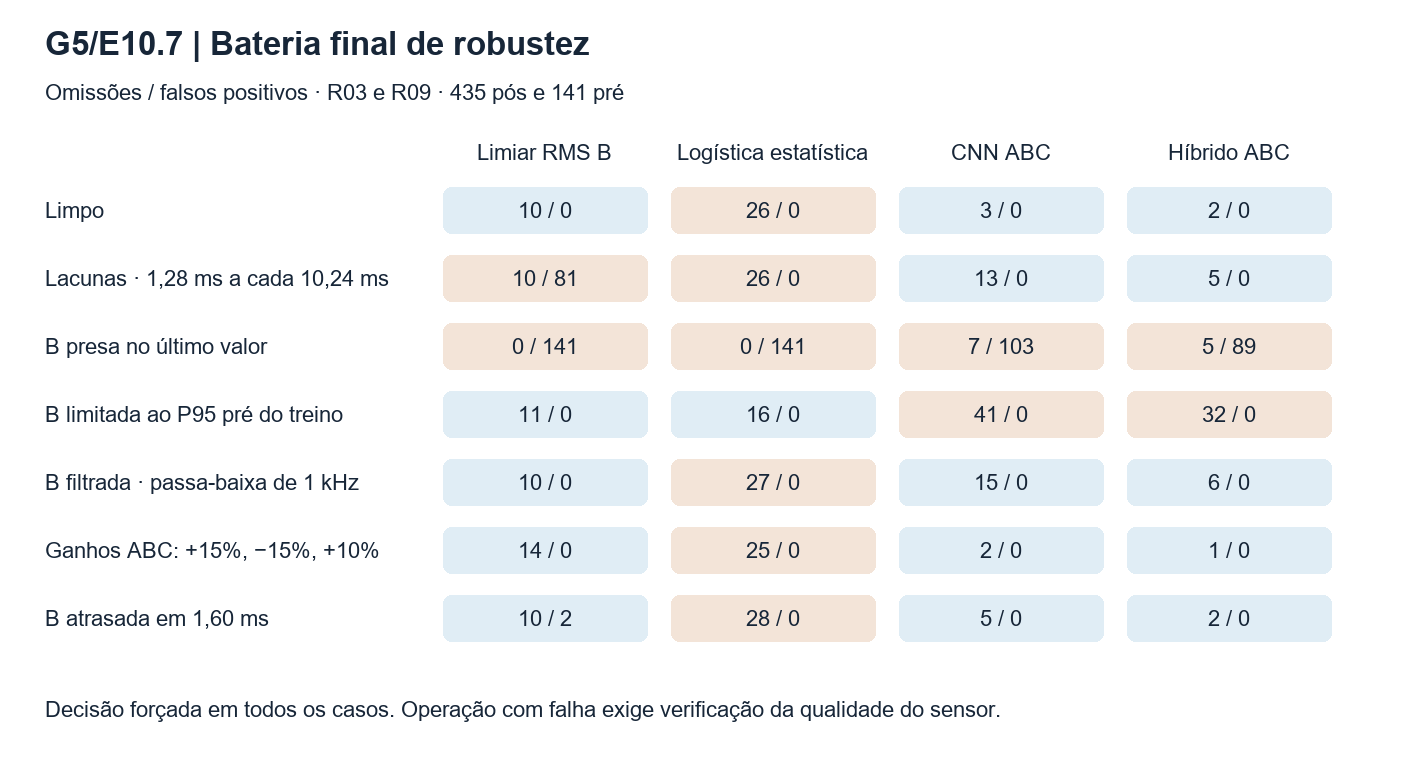 G5/E10.7 | Bateria final de robustez
Omissões / falsos positivos · R03 e R09 · 435 pós e 141 pré
Limiar RMS B Logística estatística CNN ABC Híbrido ABC
Limpo 10 / 0 26 / 0 3 / 0 2 / 0
Lacunas · 1,28 ms a cada 10,24 ms 10 / 81 26 / 0 13 / 0 5 / 0
B presa no último valor 0 / 141 0 / 141 7 / 103 5 / 89
B limitada ao P95 pré do treino 11 / 0 16 / 0 41 / 0 32 / 0
B filtrada · passa-baixa de 1 kHz 10 / 0 27 / 0 15 / 0 6 / 0
Ganhos ABC: +15%, −15%, +10% 14 / 0 25 / 0 2 / 0 1 / 0
B atrasada em 1,60 ms 10 / 2 28 / 0 5 / 0 2 / 0
Decisão forçada em todos os casos. Operação com falha exige verificação da qualidade do sensor.